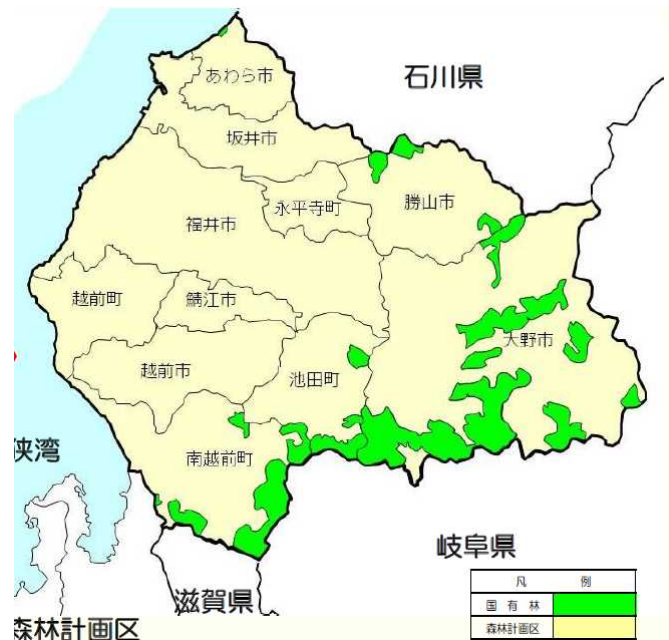 石川県
あわら市
坂井市
永平寺町
勝山市
福井市
越前町
鯖江市
大野市
越前市
池田町
南越前町
狭湾
岐阜県
滋賀県
凡 例
国 有 林
森林計画区
森林計画区